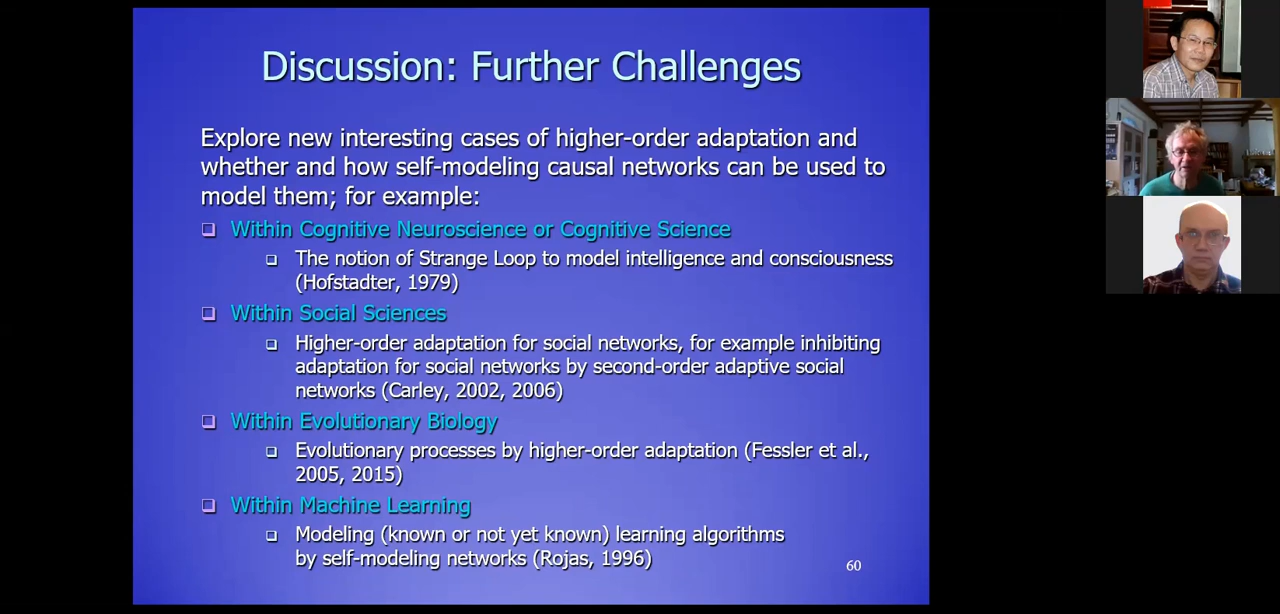 Discussion: Further Challenges
Explore new interesting cases of higher-order adaptation and
whether and how self-modeling causal networks can be used to
model them; for example:
Within Cognitive Neuroscience or Cognitive Science
The notion of Strange Loop to model intelligence and consciousness
(Hofstadter, 1979)
Within Social Sciences
Higher-order adaptation for social networks, for example inhibiting
adaptation for social networks by second-order adaptive social
networks (Carley, 2002, 2006)
Within Evolutionary Biology
Evolutionary processes by higher-order adaptation (Fessler et al.,
2005, 2015)
Within Machine Learning
Modeling (known or not yet known) learning algorithms
by self-modeling networks (Rojas, 1996)
60